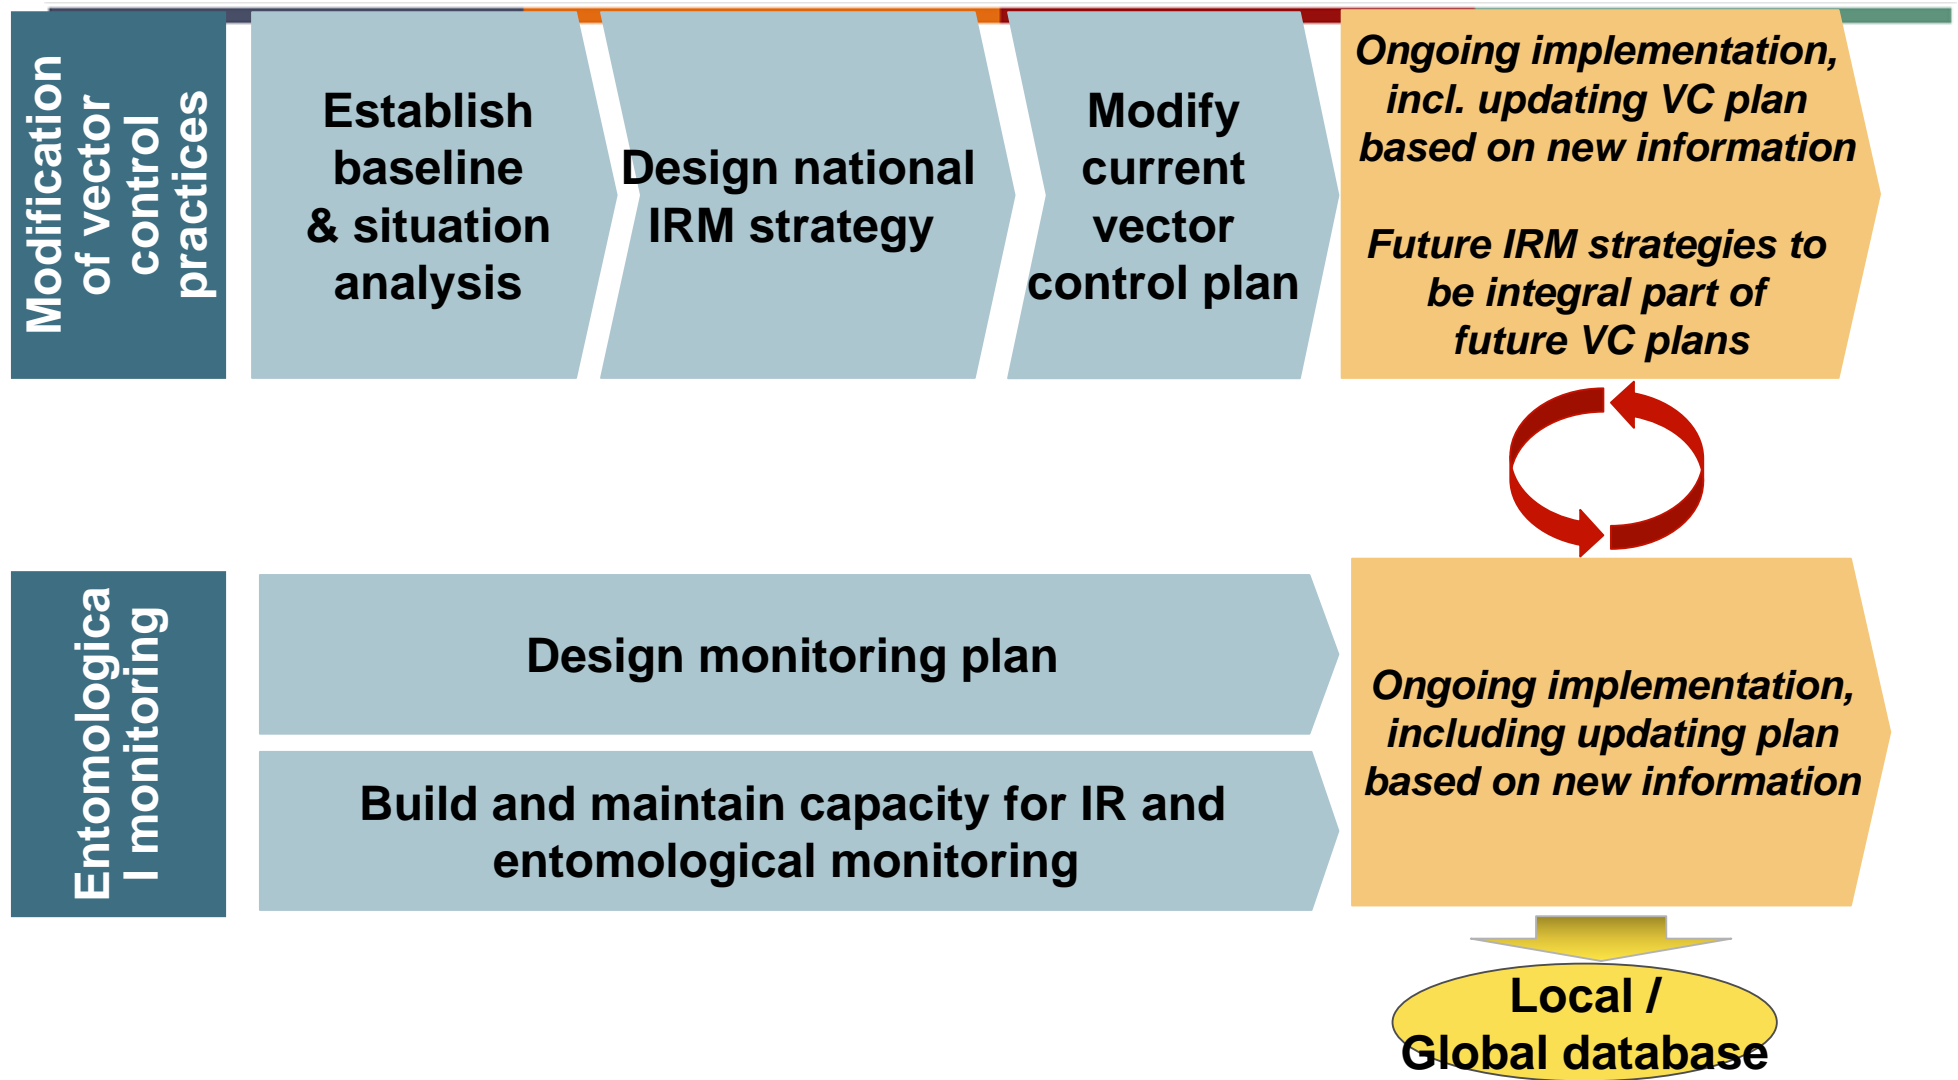 Modification
of vector
control
practices
Establish
baseline
& situation
analysis
Design national
IRM strategy
Modify
current
vector
control plan
Ongoing implementation,
incl. updating VC plan
based on new information
Future IRM strategies to
be integral part of
future VC plans
Entomologica
l monitoring
Design monitoring plan
Build and maintain capacity for IR and
entomological monitoring
Ongoing implementation,
including updating plan
based on new information
Local /
Global database